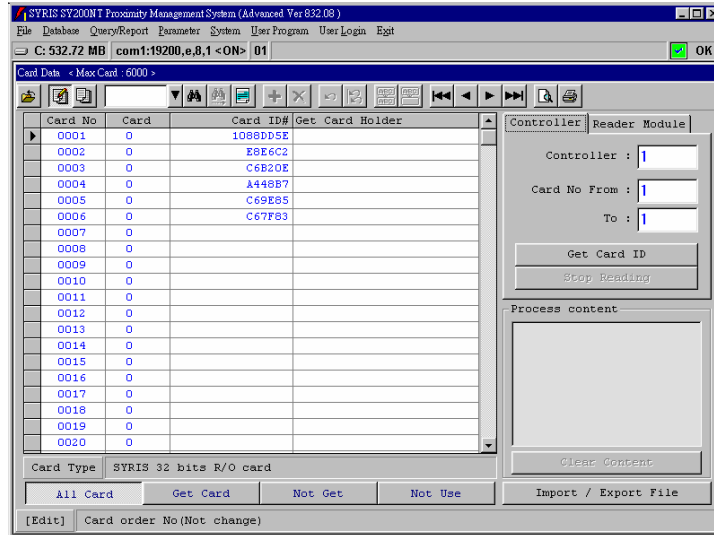 SYRIS SY200NT Proximity Management System (Advanced Ver 832.08 )
File Database Query/Report Parameter System User Program User Login Exit
C: 532.72 MB com1:19200,e,8,1 <ON> 01 OK
Card Data < Max Card : 6000 >
Card No Card Card ID# Get Card Holder
0001 0 1088DD5E
0002 0 E8E6C2
0003 0 C6B20E
0004 0 A448B7
0005 0 C69E85
0006 0 C67F83
0007 0
0008 0
0009 0
0010 0
0011 0
0012 0
0013 0
0014 0
0015 0
0016 0
0017 0
0018 0
0019 0
0020 0
Controller Reader Module
Controller : 1
Card No From : 1
To : 1
Get Card ID
Stop Reading
Process content
Clear Content
Card Type SYRIS 32 bits R/O card
All Card Get Card Not Get Not Use Import / Export File
[Edit] Card order No(Not change)